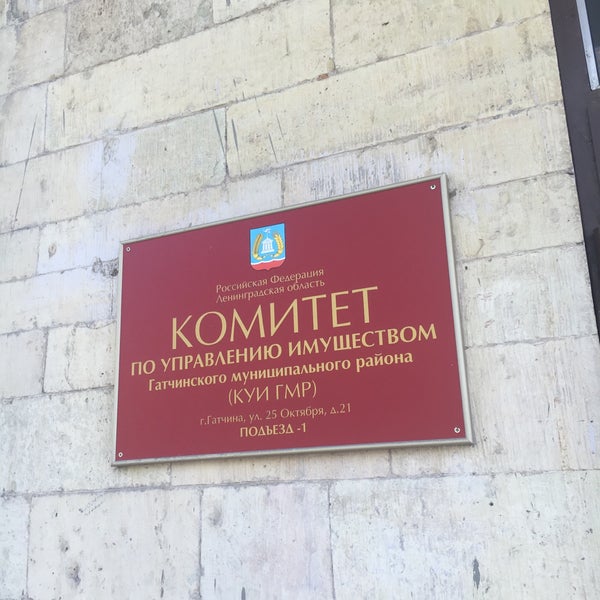 Российская Федерация
Ленинградская область
КОМИТЕТ
ПО УПРАВЛЕНИЮ ИМУЩЕСТВОМ
Гатчинского муниципального района
(КУИ ГМР)
г.Гатчина, ул. 25 Октября, д.21
ПОДЪЕЗД -1